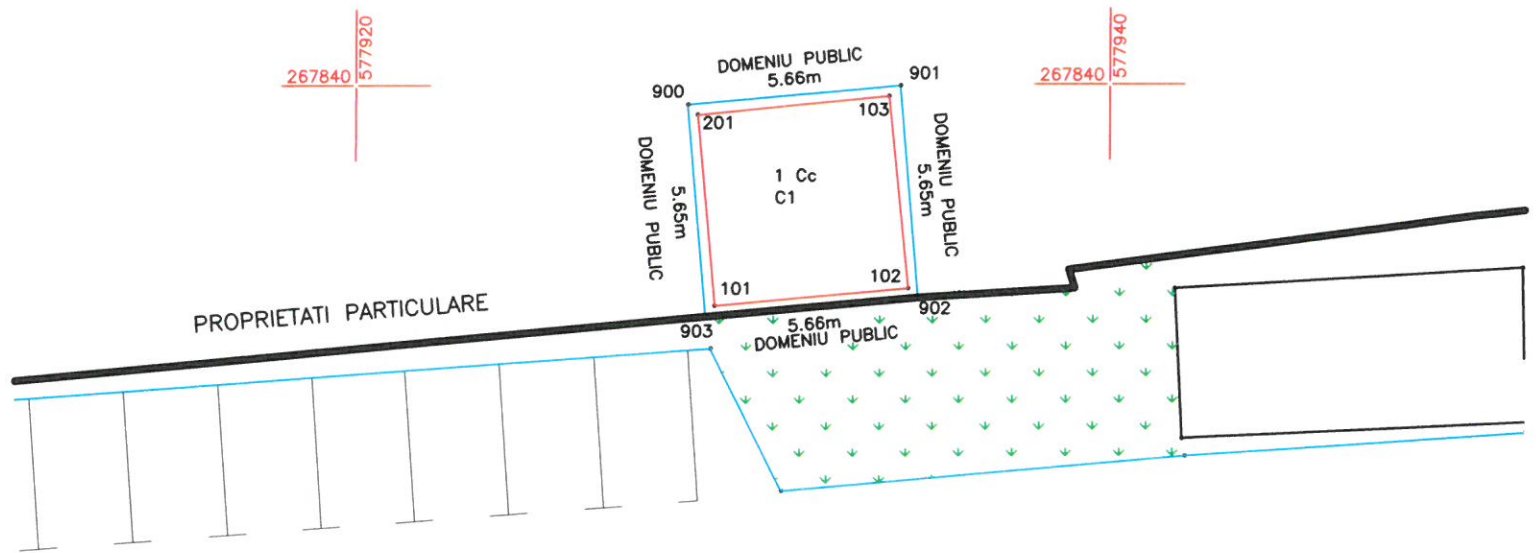 577920
267840
577940
267840
DOMENIU PUBLIC
5.66m
900
901
201
103
DOMENIU PUBLIC
5.65m
1 Cc
C1
5.65m
DOMENIU PUBLIC
101
102
PROPRIETATI PARTICULARE
903
5.66m
902
DOMENIU PUBLIC